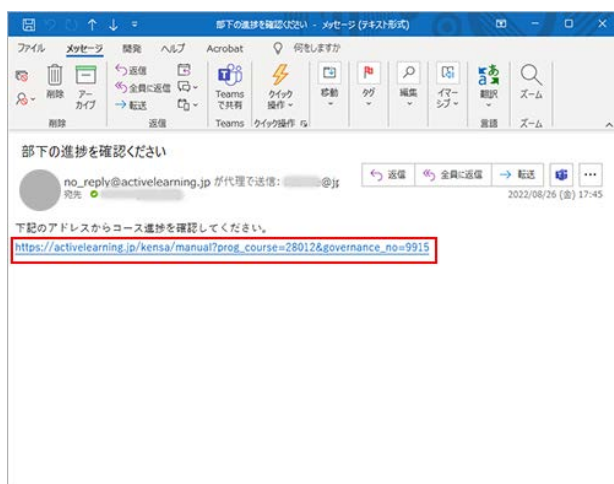 部下の進捗を確認ください - メッセージ (テキスト形式)
ファイル メッセージ 開発 ヘルプ Acrobat 何をしますか
削除 アーカイブ 返信 全員に返信 転送 Teamsで共有 クイック操作 移動 タグ 編集 イマーシブ 翻訳 ズーム
削除 返信 Teams クイック操作 言語 ズーム
部下の進捗を確認ください
no_reply@activelearning.jp が代理で送信: @jp
宛先
返信 全員に返信 転送
2022/08/26 (金) 17:45
下記のアドレスからコース進捗を確認してください。
https://activelearning.jp/kensa/manual?prog_course=28012&governance_no=9915